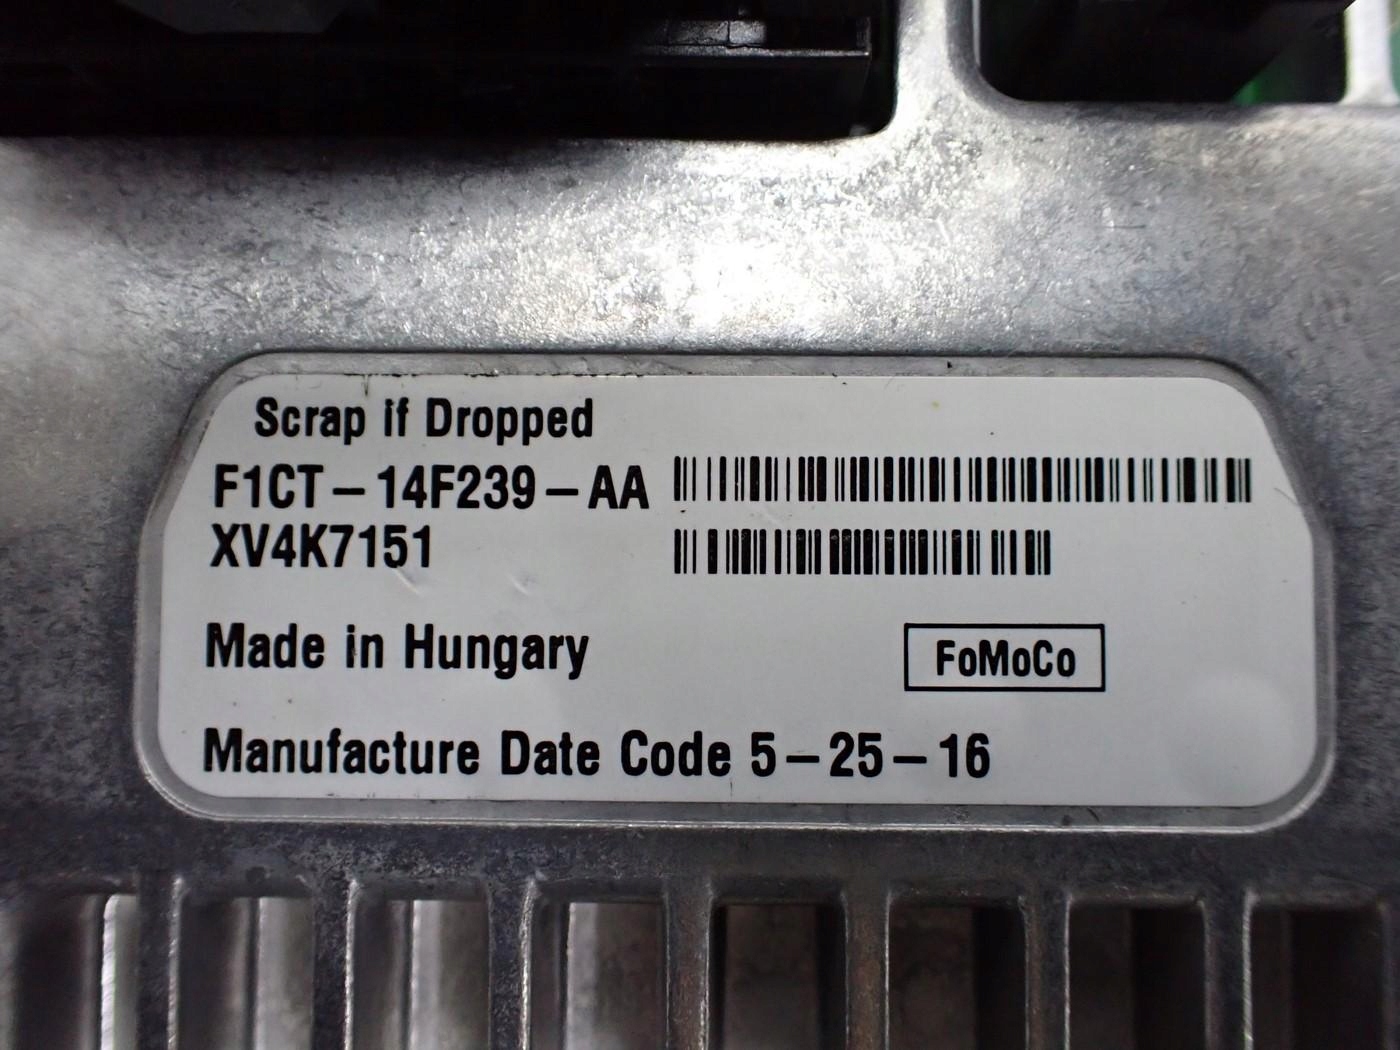 Scrap if Dropped
F1CT-14F239-AA
XV4K7151
Made in Hungary
FoMoCo
Manufacture Date Code 5-25-16